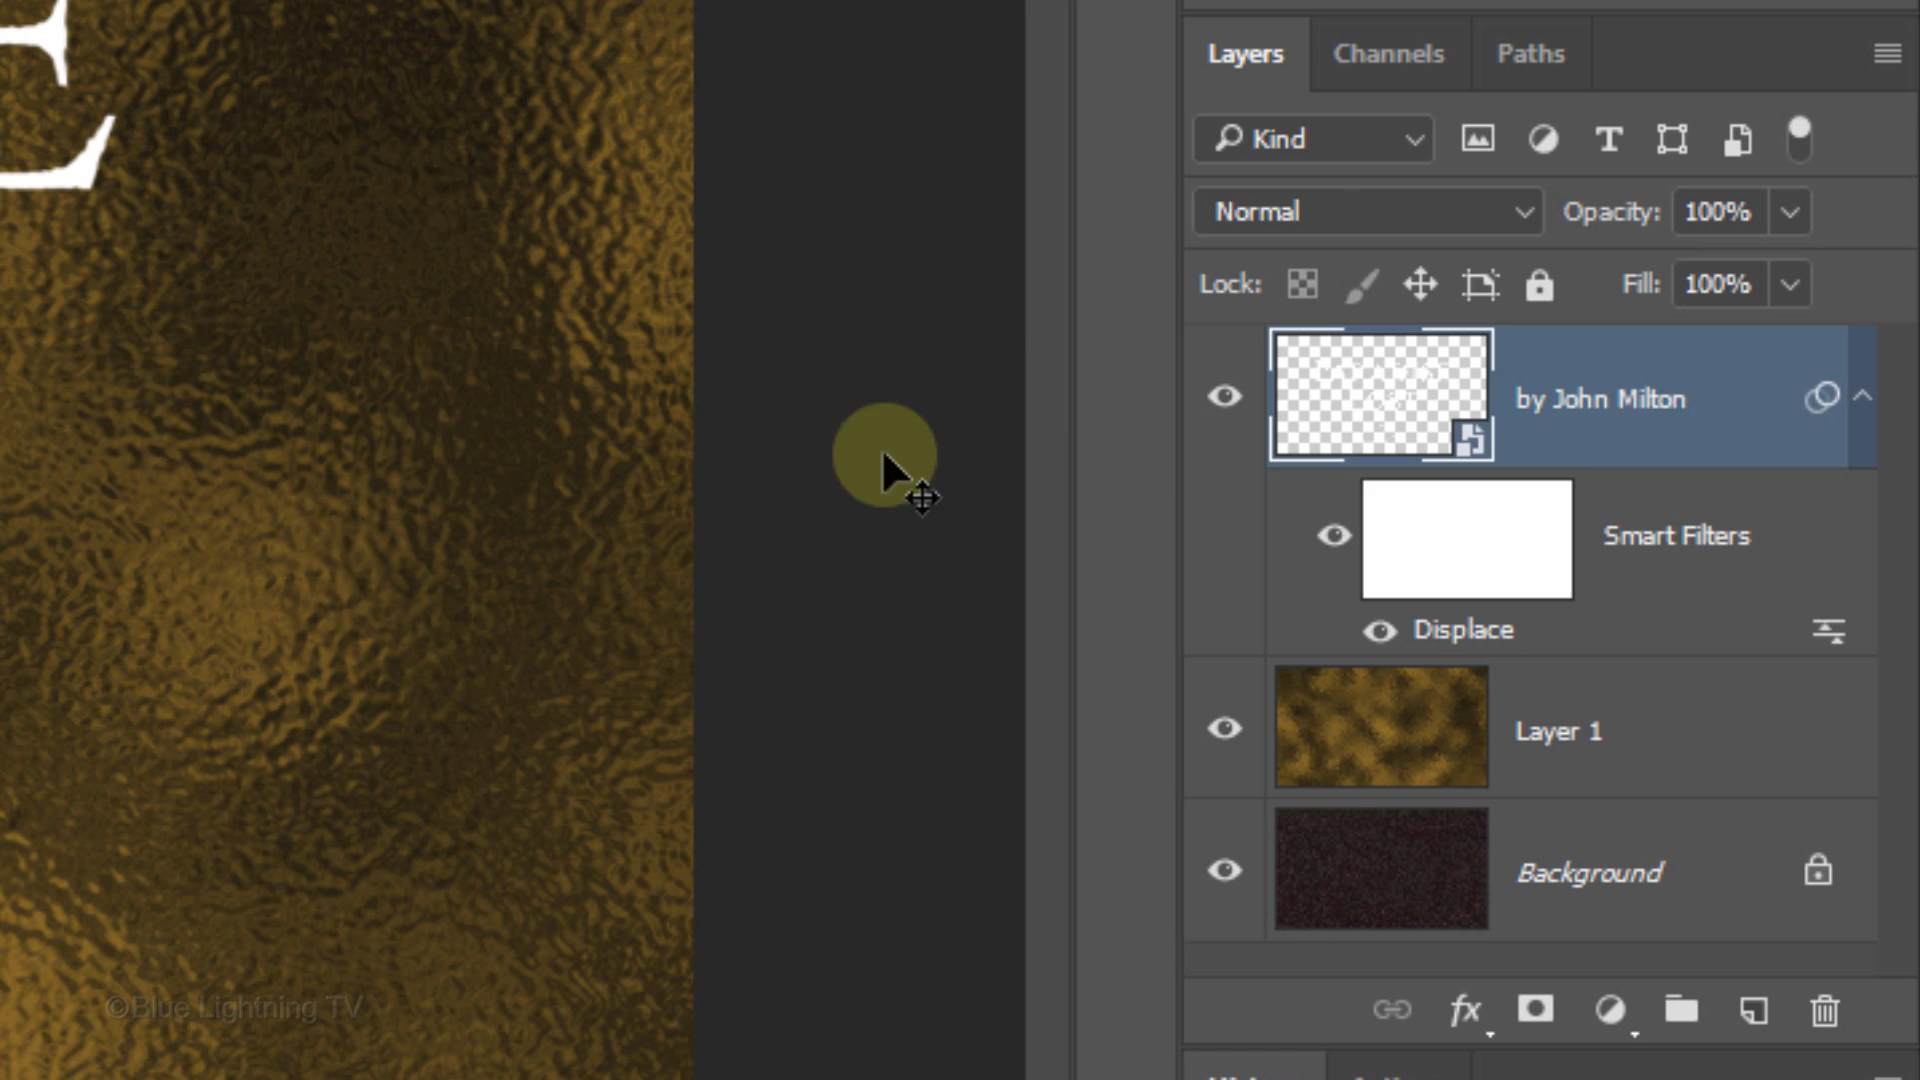 E
Layers Channels Paths
Kind
Normal Opacity: 100%
Lock: Fill: 100%
by John Milton
Smart Filters
Displace
Layer 1
Background
fx
©Blue Lightning TV